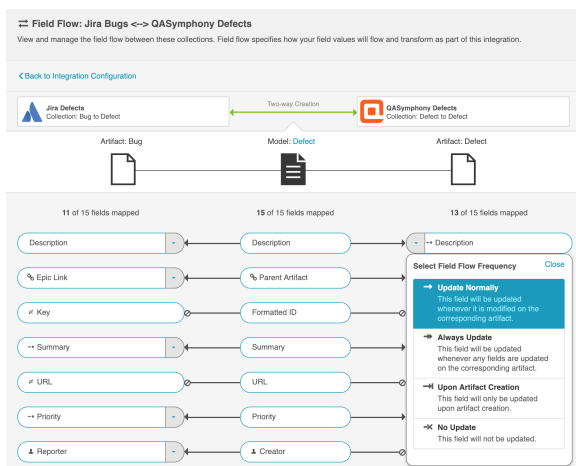 Field Flow: Jira Bugs <--> QASymphony Defects
View and manage the field flow between these collections. Field flow specifies how your field values will flow and transform as part of this integration.
Back to Integration Configuration
Jira Defects
Collection: Bug to Defect
Two-way Creation
QASymphony Defects
Collection: Defect to Defect
Artifact: Bug
Model: Defect
Artifact: Defect
11 of 15 fields mapped
15 of 15 fields mapped
13 of 15 fields mapped
Description
Description
Description
Epic Link
Parent Artifact
Key
Formatted ID
Summary
Summary
URL
URL
Priority
Priority
Reporter
Creator
Select Field Flow Frequency
Close
Update Normally
This field will be updated
whenever it is modified on the
corresponding artifact.
Always Update
This field will be updated
whenever any fields are updated
on the corresponding artifact.
Upon Artifact Creation
This field will only be updated
upon artifact creation.
No Update
This field will not be updated.